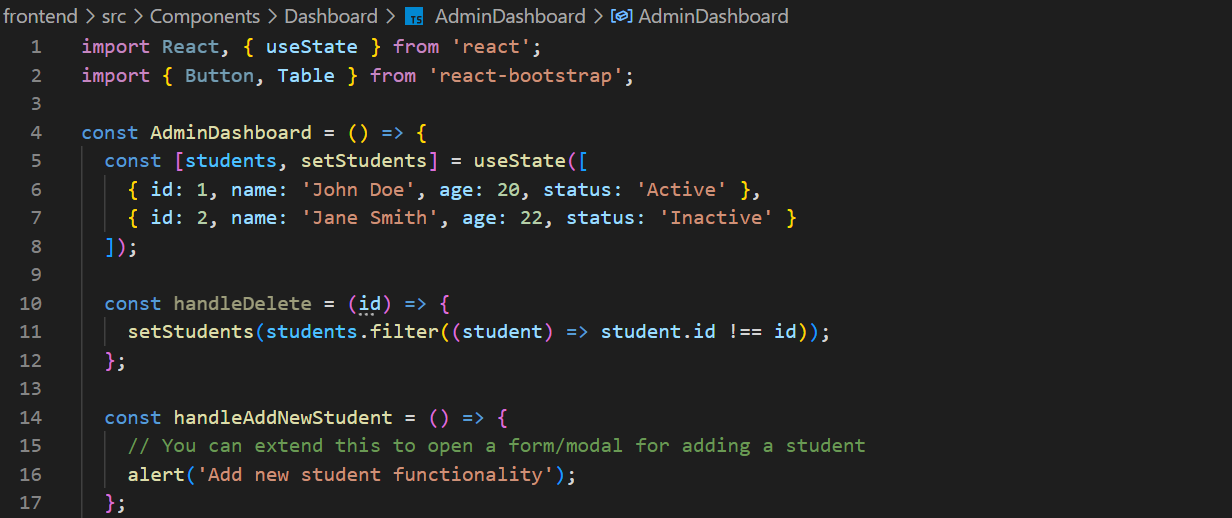 frontend > src > Components > Dashboard > TS AdminDashboard > AdminDashboard
1 import React, { useState } from 'react';
2 import { Button, Table } from 'react-bootstrap';
3
4 const AdminDashboard = () => {
5   const [students, setStudents] = useState([
6     { id: 1, name: 'John Doe', age: 20, status: 'Active' },
7     { id: 2, name: 'Jane Smith', age: 22, status: 'Inactive' }
8   ]);
9
10   const handleDelete = (id) => {
11     setStudents(students.filter((student) => student.id !== id));
12   };
13
14   const handleAddNewStudent = () => {
15     // You can extend this to open a form/modal for adding a student
16     alert('Add new student functionality');
17   };